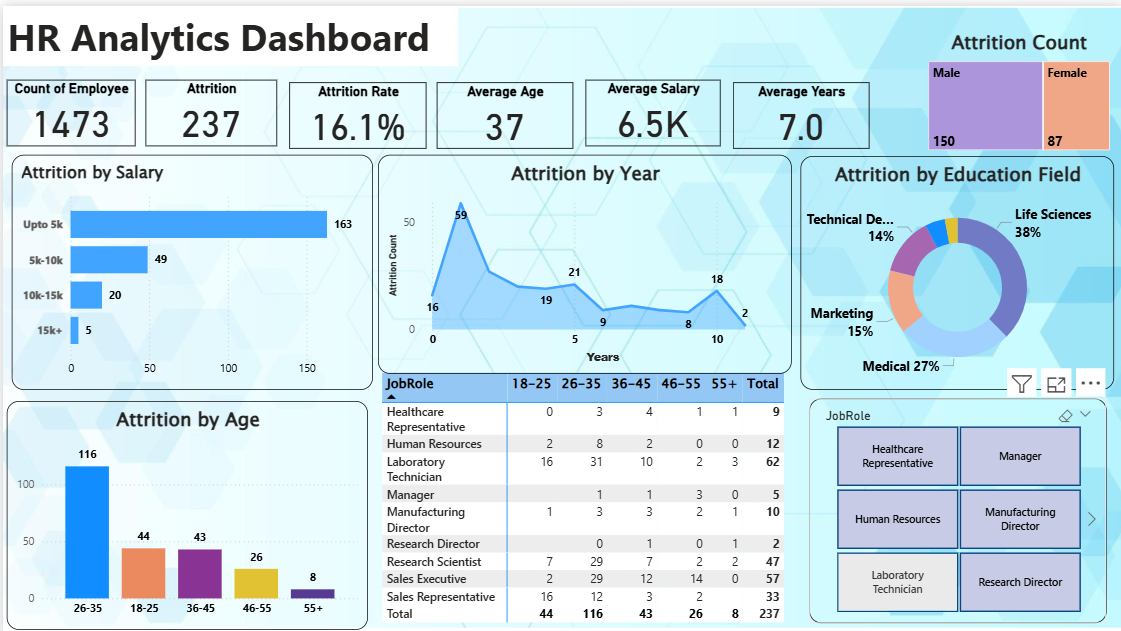 HR Analytics Dashboard
Count of Employee
1473
Attrition
237
Attrition Rate
16.1%
Average Age
37
Average Salary
6.5K
Average Years
7.0
Attrition Count
Male
Female
150
87
Attrition by Salary
Upto 5k
163
5k-10k
49
10k-15k
20
15k+
5
0
50
100
150
Attrition by Year
Attrition Count
50
0
16
59
19
21
9
8
18
2
0
5
10
Years
Attrition by Education Field
Technical De...
14%
Life Sciences
38%
Marketing
15%
Medical 27%
Attrition by Age
100
50
0
116
44
43
26
8
26-35
18-25
36-45
46-55
55+
JobRole 18-25 26-35 36-45 46-55 55+ Total
Healthcare
Representative 0 3 4 1 1 9
Human Resources 2 8 2 0 0 12
Laboratory
Technician 16 31 10 2 3 62
Manager 1 1 3 0 5
Manufacturing
Director 1 3 3 2 1 10
Research Director 0 1 0 1 2
Research Scientist 7 29 7 2 2 47
Sales Executive 2 29 12 14 0 57
Sales Representative 16 12 3 2 33
Total 44 116 43 26 8 237
JobRole
Healthcare
Representative
Manager
Human Resources
Manufacturing
Director
Laboratory
Technician
Research Director